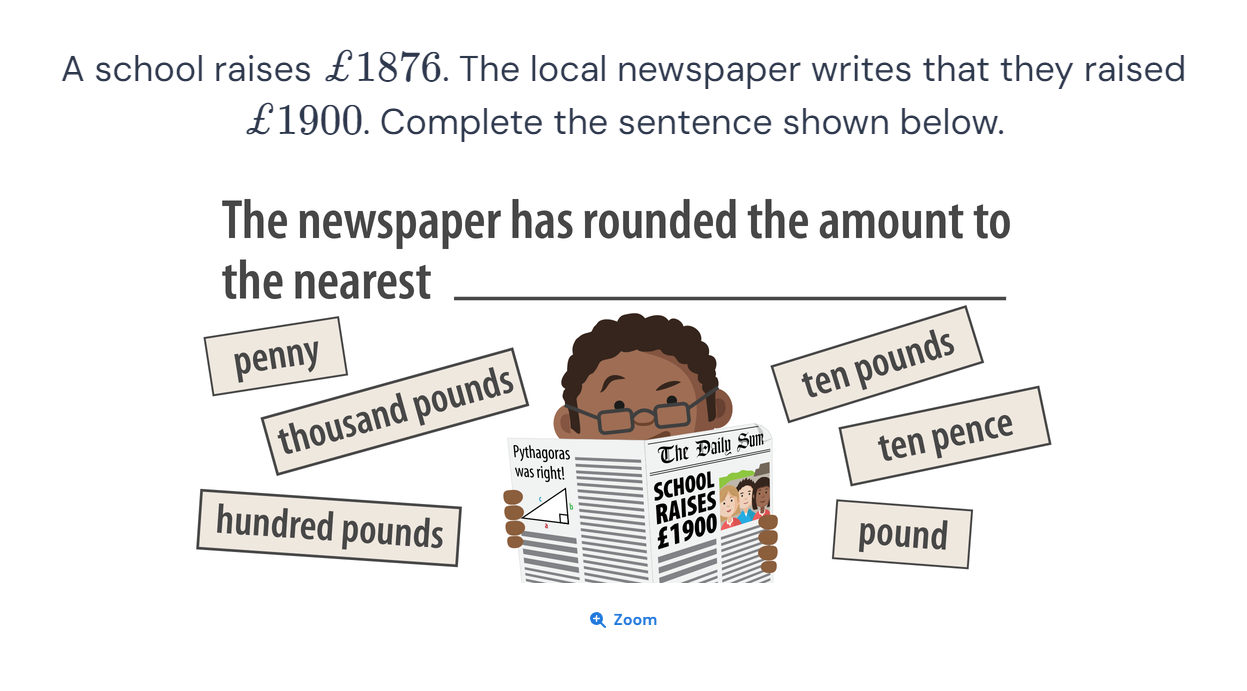 A school raises £1876. The local newspaper writes that they raised
£1900. Complete the sentence shown below.
The newspaper has rounded the amount to
the nearest
penny
thousand pounds
hundred pounds
ten pounds
ten pence
pound
Pythagoras
was right!
c
b
a
The Daily Sum
SCHOOL
RAISES
£1900
Zoom